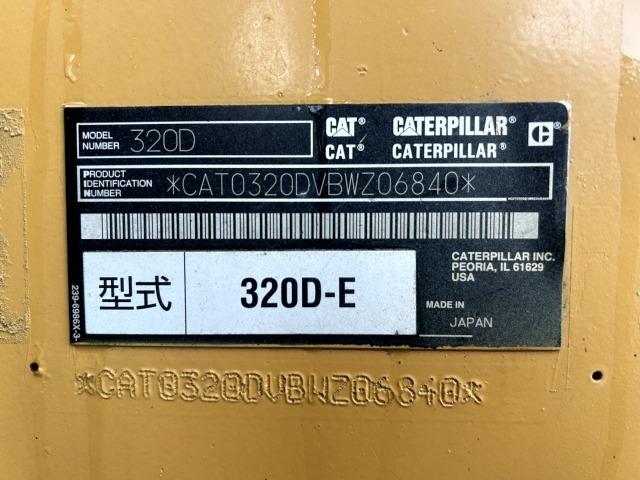 MODEL NUMBER 320D
CAT® CATERPILLAR® C
CAT® CATERPILLAR®
PRODUCT IDENTIFICATION NUMBER *CAT0320DVBWZ06840*
CATERPILLAR INC.
PEORIA, IL 61629
USA
型式 320D-E
MADE IN
JAPAN
239-6986X-3
*CAT0320DVBWZ06840*